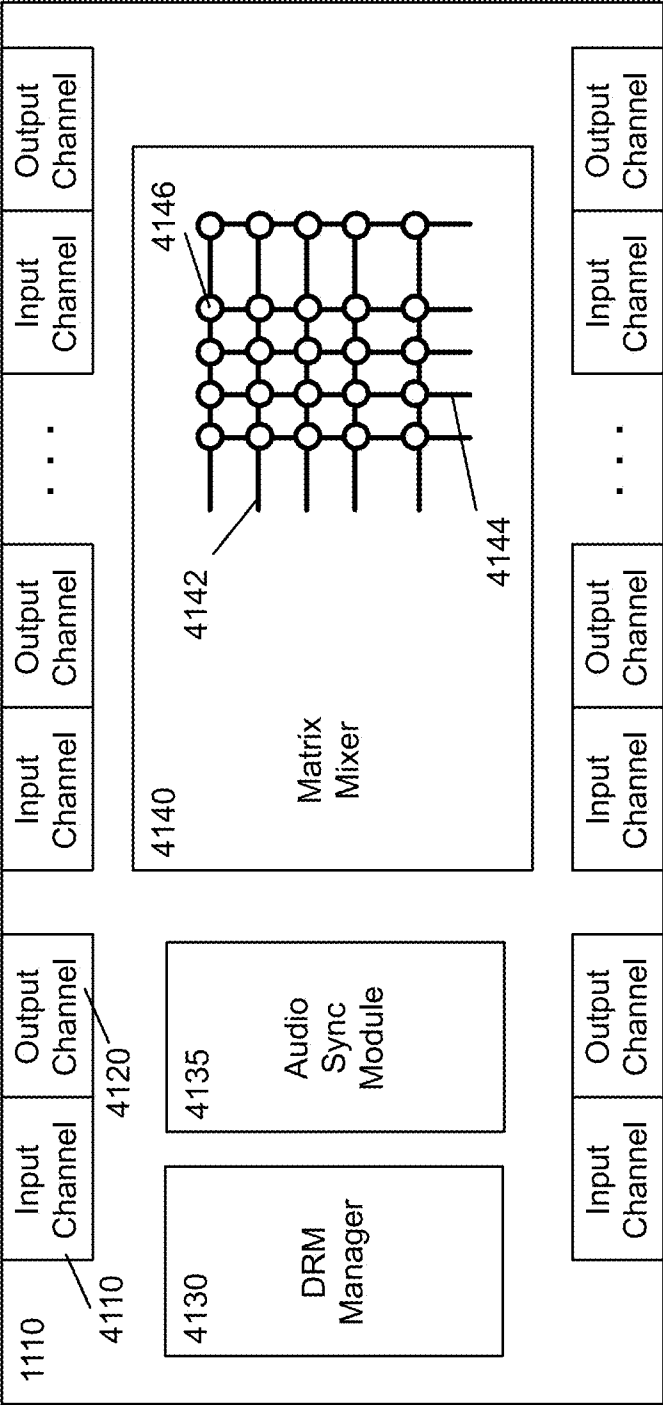 1110
Input
Channel
Output
Channel
Input
Channel
Output
Channel
. . .
Input
Channel
Output
Channel
4110
4120
4130
DRM
Manager
4135
Audio
Sync
Module
4140
Matrix
Mixer
4142
4144
4146
Input
Channel
Output
Channel
Input
Channel
Output
Channel
. . .
Input
Channel
Output
Channel